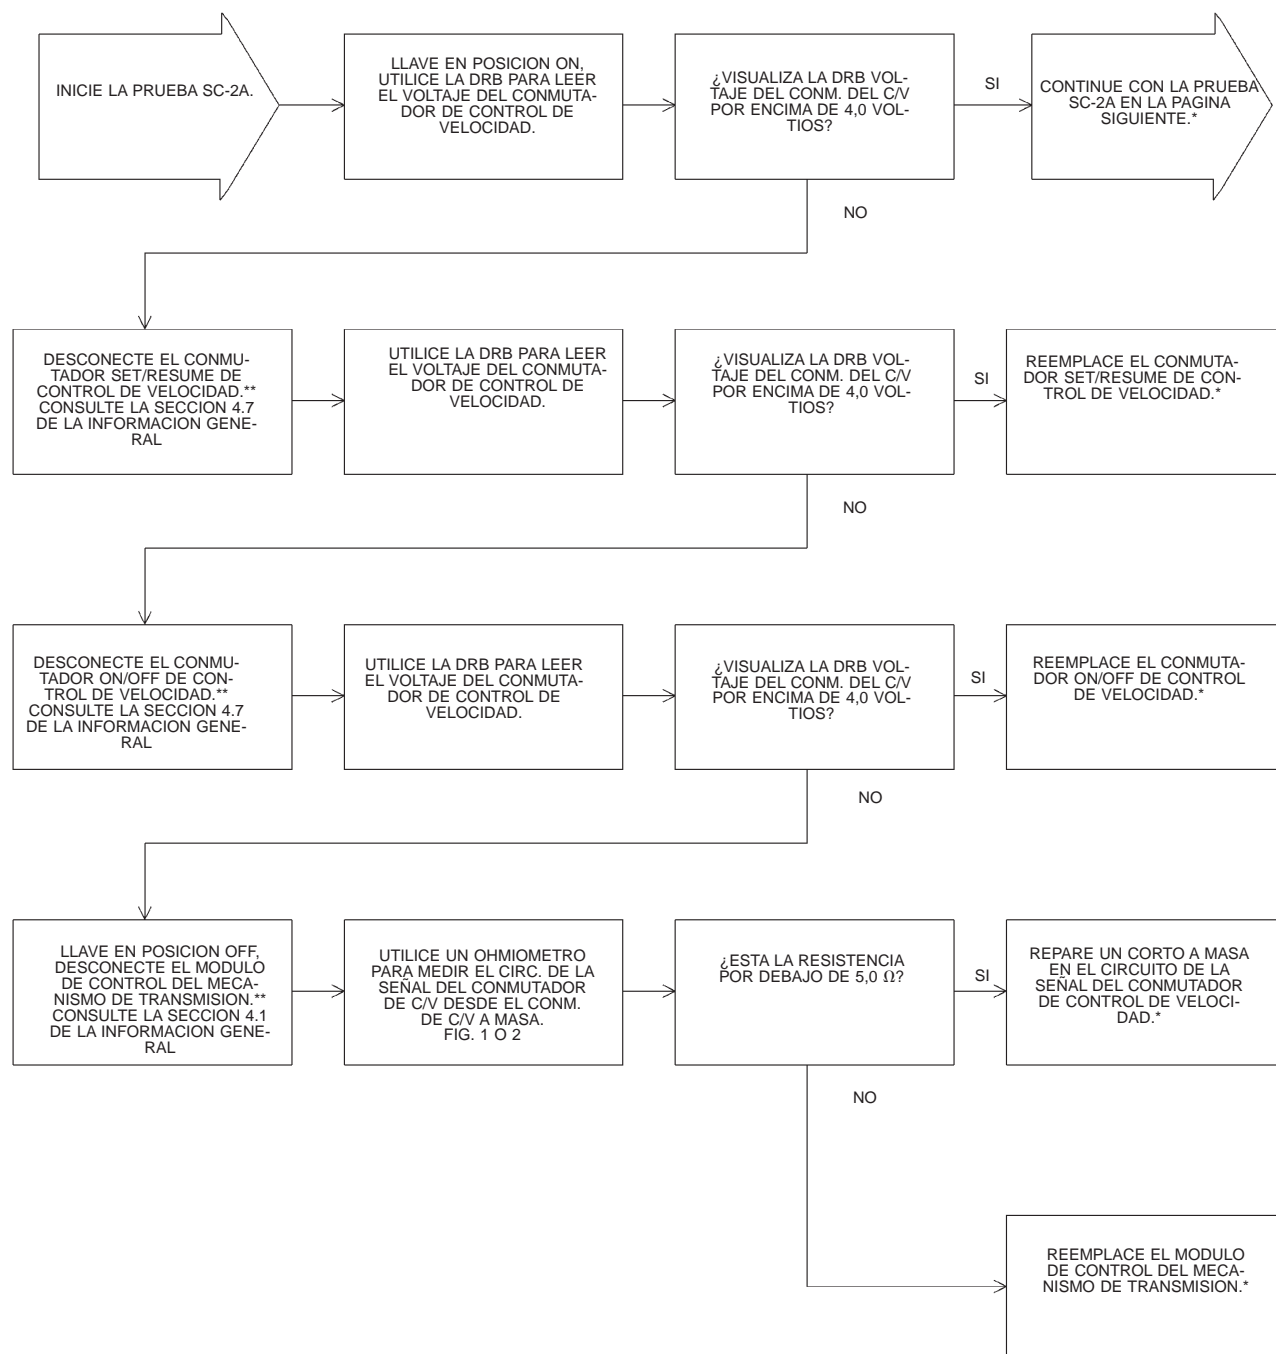 INICIE LA PRUEBA SC-2A.
LLAVE EN POSICION ON,
UTILICE LA DRB PARA LEER
EL VOLTAJE DEL CONMUTA-
DOR DE CONTROL DE
VELOCIDAD.
¿VISUALIZA LA DRB VOL-
TAJE DEL CONM. DEL C/V
POR ENCIMA DE 4,0 VOL-
TIOS?
SI
CONTINUE CON LA PRUEBA
SC-2A EN LA PAGINA
SIGUIENTE.*
NO
DESCONECTE EL CONMU-
TADOR SET/RESUME DE
CONTROL DE VELOCIDAD.**
CONSULTE LA SECCION 4.7
DE LA INFORMACION GENE-
RAL
UTILICE LA DRB PARA LEER
EL VOLTAJE DEL CONMUTA-
DOR DE CONTROL DE
VELOCIDAD.
¿VISUALIZA LA DRB VOL-
TAJE DEL CONM. DEL C/V
POR ENCIMA DE 4,0 VOL-
TIOS?
SI
REEMPLACE EL CONMUTA-
DOR SET/RESUME DE CON-
TROL DE VELOCIDAD.*
NO
DESCONECTE EL CONMU-
TADOR ON/OFF DE CON-
TROL DE VELOCIDAD.**
CONSULTE LA SECCION 4.7
DE LA INFORMACION GENE-
RAL
UTILICE LA DRB PARA LEER
EL VOLTAJE DEL CONMUTA-
DOR DE CONTROL DE
VELOCIDAD.
¿VISUALIZA LA DRB VOL-
TAJE DEL CONM. DEL C/V
POR ENCIMA DE 4,0 VOL-
TIOS?
SI
REEMPLACE EL CONMUTA-
DOR ON/OFF DE CONTROL
DE VELOCIDAD.*
NO
LLAVE EN POSICION OFF,
DESCONECTE EL MODULO
DE CONTROL DEL MECA-
NISMO DE TRANSMISION.**
CONSULTE LA SECCION 4.1
DE LA INFORMACION GENE-
RAL
UTILICE UN OHMIOMETRO
PARA MEDIR EL CIRC. DE LA
SEÑAL DEL CONMUTADOR
DE C/V DESDE EL CONM.
DE C/V A MASA.
FIG. 1 O 2
¿ESTA LA RESISTENCIA
POR DEBAJO DE 5,0 Ω?
SI
REPARE UN CORTO A MASA
EN EL CIRCUITO DE LA
SEÑAL DEL CONMUTADOR
DE CONTROL DE VELOCI-
DAD.*
NO
REEMPLACE EL MODULO
DE CONTROL DEL MECA-
NISMO DE TRANSMISION.*